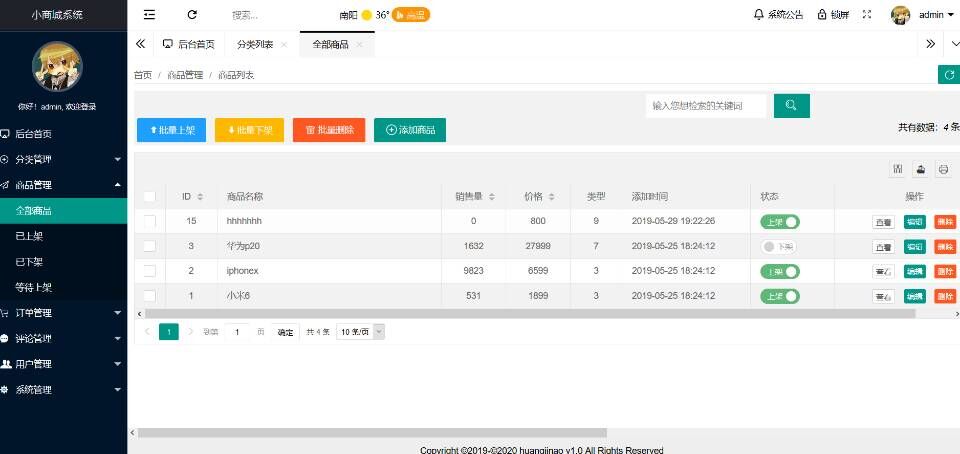 小商城系统
搜索...
南阳 36° 高温
系统公告 锁屏 admin
你好！admin, 欢迎登录
后台首页 分类列表 全部商品
首页 / 商品管理 / 商品列表
后台首页
分类管理
商品管理
全部商品
已上架
已下架
等待上架
订单管理
评论管理
用户管理
系统管理
输入您想检索的关键词
批量上架 批量下架 批量删除 添加商品
共有数据：4 条
ID 商品名称 销售量 价格 类型 添加时间 状态 操作
15 hhhhhhh 0 800 9 2019-05-29 19:22:26 上架 查看 编辑 删除
3 华为p20 1632 27999 7 2019-05-25 18:24:12 下架 查看 编辑 删除
2 iphonex 9823 6599 3 2019-05-25 18:24:12 上架 查看 编辑 删除
1 小米6 531 1899 3 2019-05-25 18:24:12 上架 查看 编辑 删除
1 到第 1 页 确定 共 4 条 10 条/页
Copyright ©2019-©2020 huangjinao v1.0 All Rights Reserved